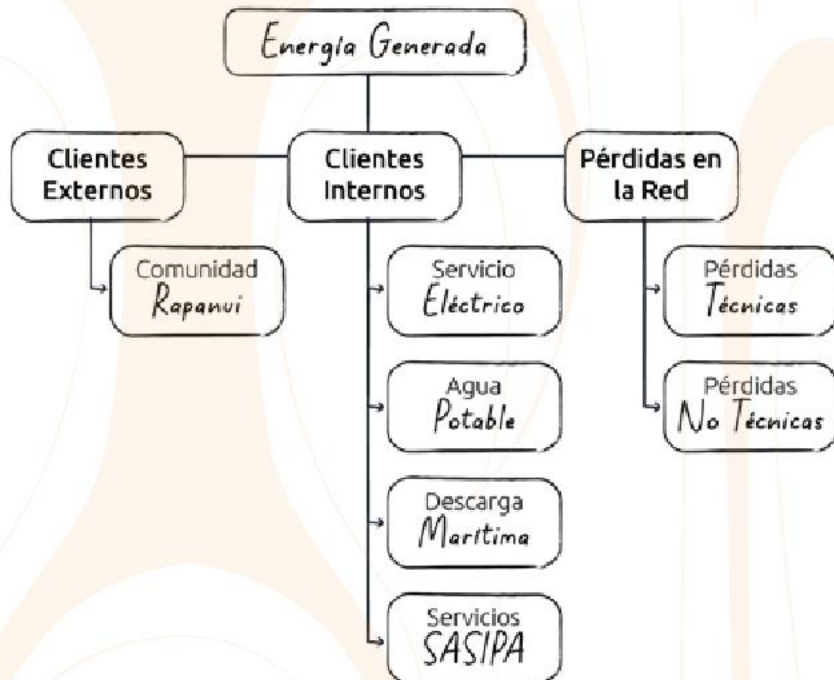 Energía Generada
Clientes
Externos
Clientes
Internos
Pérdidas en
la Red
Comunidad
Rapanui
Servicio
Eléctrico
Agua
Potable
Descarga
Marítima
Servicios
SASIPA
Pérdidas
Técnicas
Pérdidas
No Técnicas